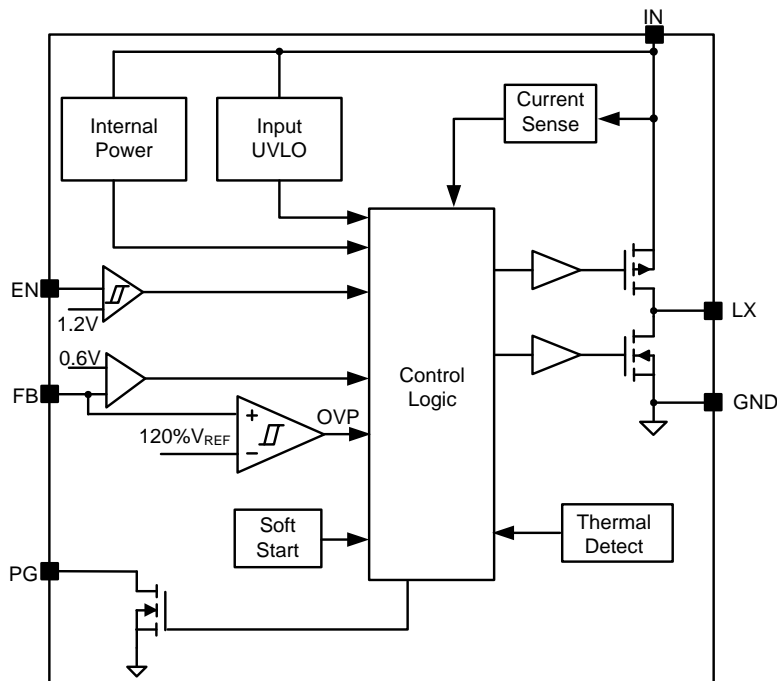 IN
Internal
Power
Input
UVLO
Current
Sense
EN
1.2V
LX
0.6V
FB
Control
Logic
GND
OVP
+
120%VREF
−
Soft
Start
Thermal
Detect
PG